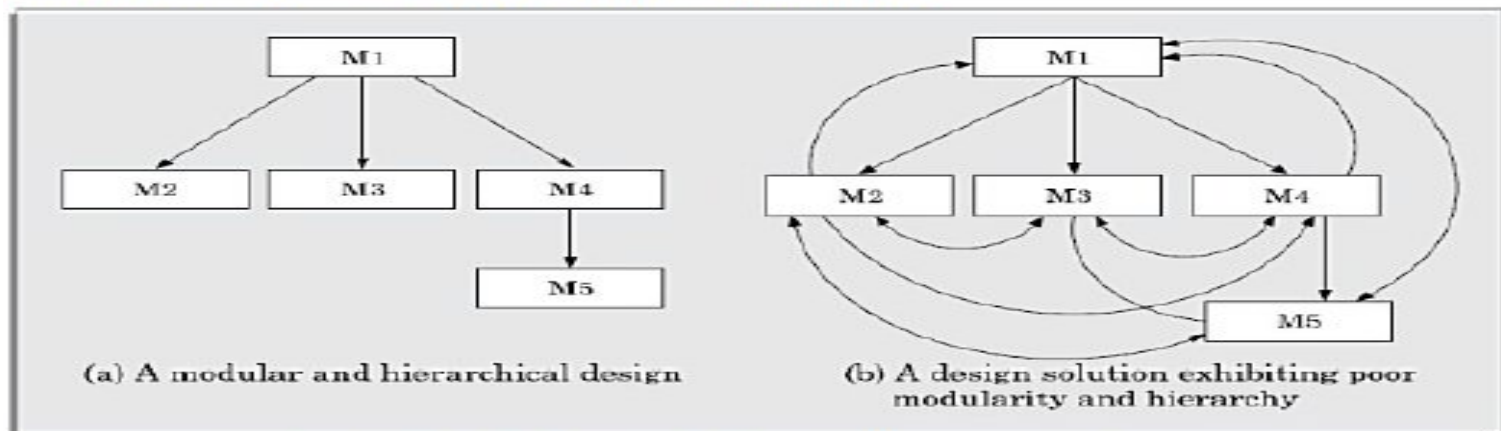 M1
M2
M3
M4
M5
(a) A modular and hierarchical design
M1
M2
M3
M4
M5
(b) A design solution exhibiting poor
modularity and hierarchy